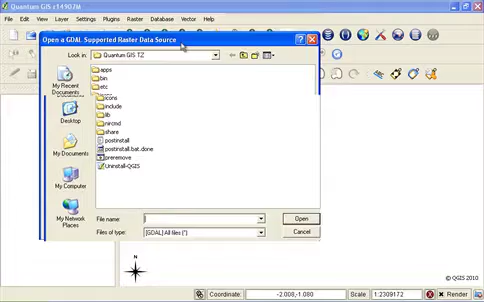 Quantum GIS
Edit View Layer Settings Plugins Raster Database Vector Help
Open a GDAL Supported Raster Data Source
Look in: Quantum GIS TZ
My Recent Documents
Desktop
My Documents
My Computer
My Network Places
apps
bin
etc
icons
include
lib
nircmd
share
postinstall
postinstall.bat.done
preremove
Uninstall-QGIS
File name: Open
Files of type: [GDAL] All files (*) Cancel
N
© QGIS 2010
Coordinate: -2.008,-1.080 Scale 1:2309172 Render